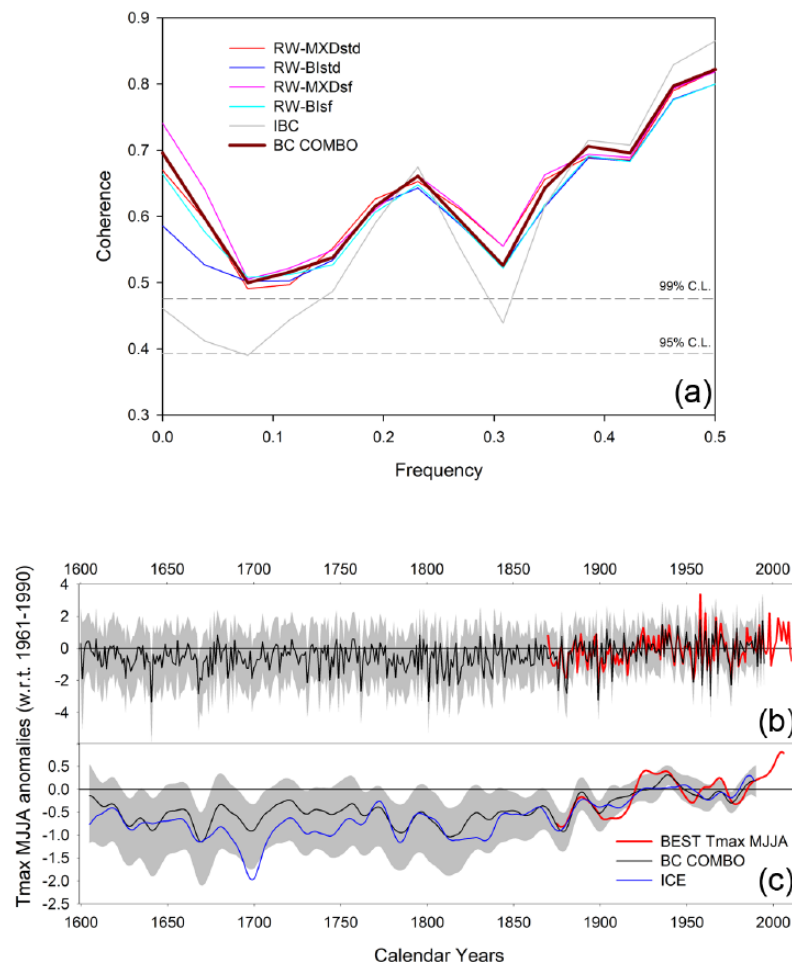 0.9
0.8
0.7
0.6
0.5
0.4
0.3
Coherence
RW-MXDstd
RW-BIstd
RW-MXDsf
RW-BIsf
IBC
BC COMBO
99% C.L.
95% C.L.
(a)
0.0 0.1 0.2 0.3 0.4 0.5
Frequency
1600 1650 1700 1750 1800 1850 1900 1950 2000
Tmax MJJA anomalies (w.r.t. 1961-1990)
4
2
0
-2
-4
(b)
0.5
0.0
-0.5
-1.0
-1.5
-2.0
-2.5
BEST Tmax MJJA
BC COMBO
ICE
(c)
1600 1650 1700 1750 1800 1850 1900 1950 2000
Calendar Years